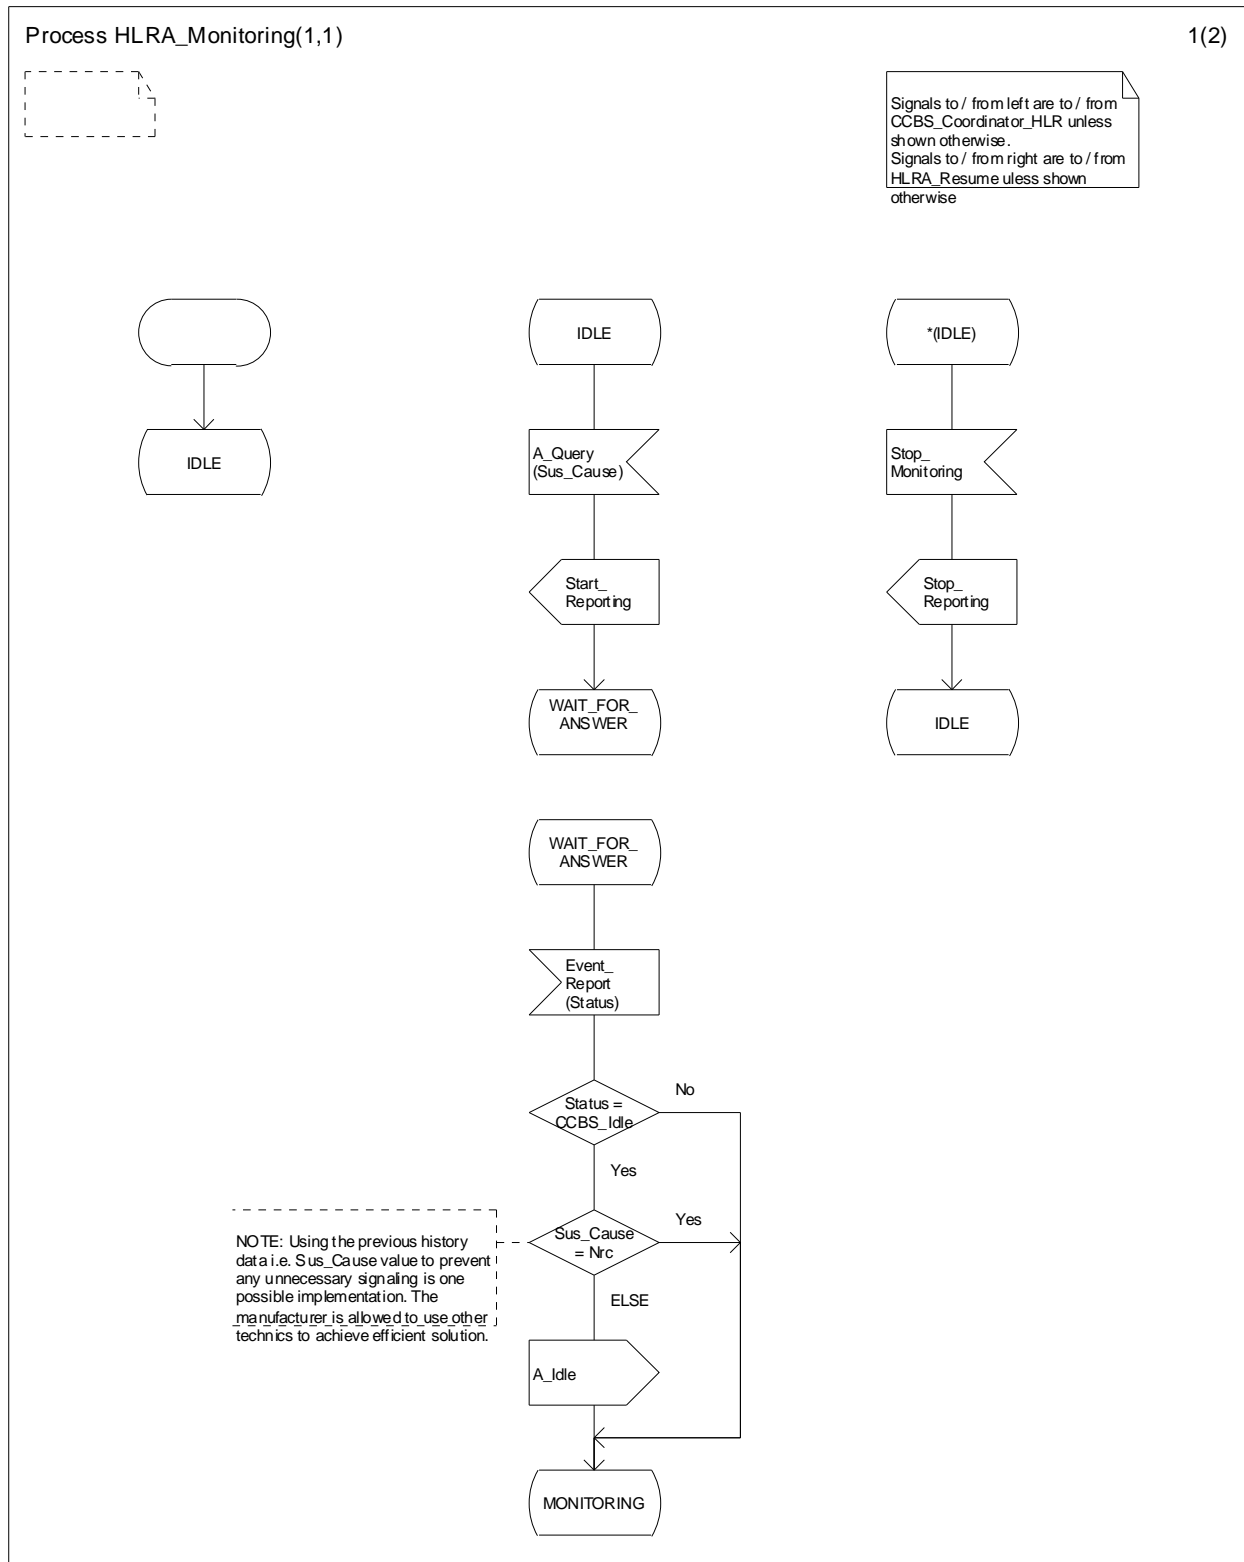 Process HLRA_Monitoring(1,1)
1(2)
Signals to / from left are to / from
CCBS_Coordinator_HLR unless
shown otherwise.
Signals to / from right are to / from
HLRA_Resume uless shown
otherwise
IDLE
IDLE
A_Query
(Sus_Cause)
Start_
Reporting
WAIT_FOR_
ANSWER
*(IDLE)
Stop_
Monitoring
Stop_
Reporting
IDLE
WAIT_FOR_
ANSWER
Event_
Report
(Status)
Status =
CCBS_Idle
No
Yes
Sus_Cause
= Nrc
Yes
NOTE: Using the previous history
data i.e. Sus_Cause value to prevent
any unnecessary signaling is one
possible implementation. The
manufacturer is allowed to use other
technics to achieve efficient solution.
ELSE
A_Idle
MONITORING